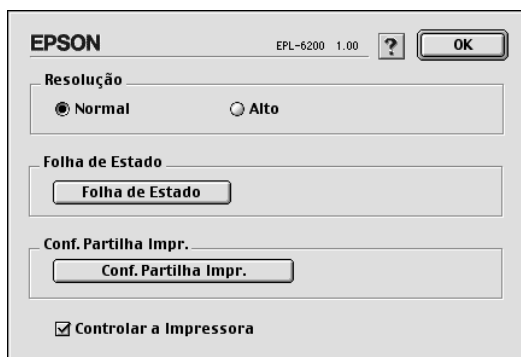 EPSON EPL-6200 1.00 ? OK
Resolução
Normal Alto
Folha de Estado
Folha de Estado
Conf. Partilha Impr.
Conf. Partilha Impr.
Controlar a Impressora